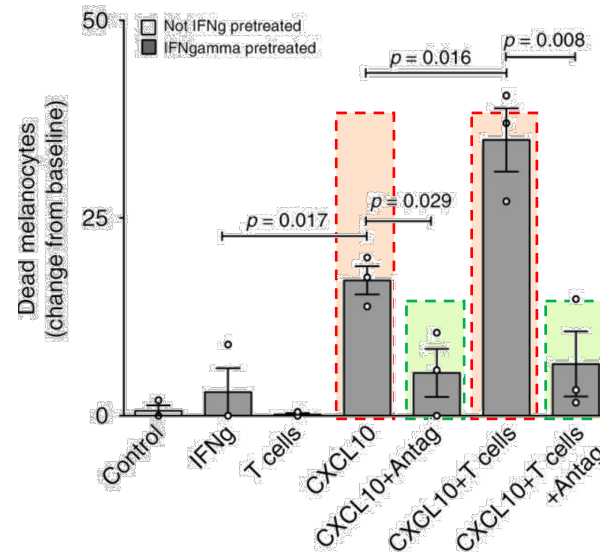 50
Not IFNg pretreated
IFNgamma pretreated
p = 0.008
p = 0.016
Dead melanocytes
(change from baseline)
25
p = 0.017
p = 0.029
0
Control
IFNg
T cells
CXCL10
CXCL10+Antag
CXCL10+T cells
CXCL10+T cells
+Antag